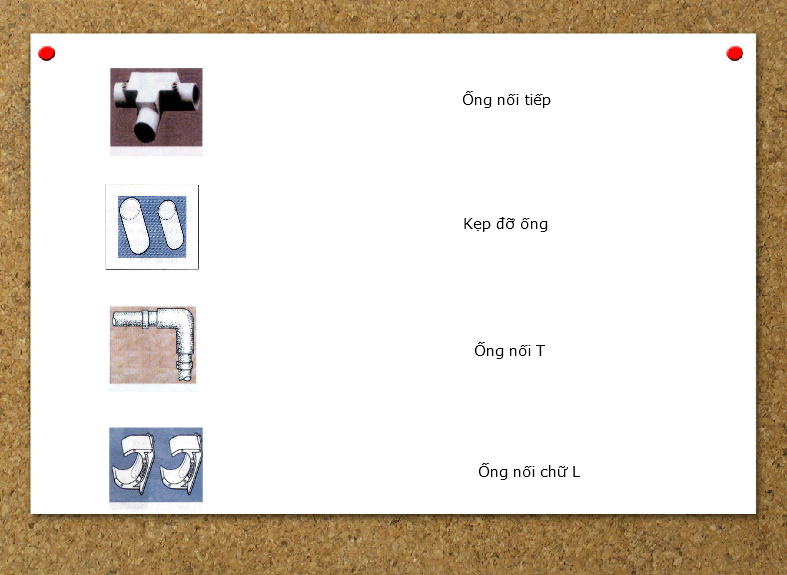 Ống nối tiếp
Kẹp đỡ ống
Ống nối T
Ống nối chữ L